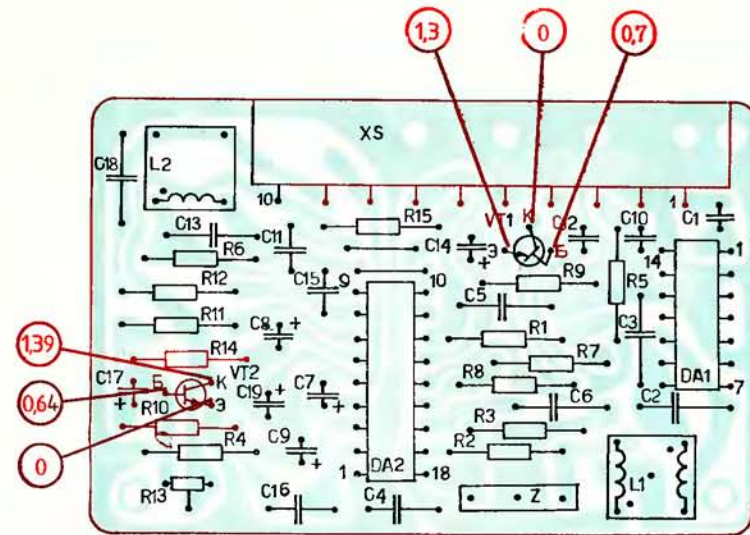 1,3 0 0,7
XS
C18 L2
10 1
C13 R15 VT1 К C12 C10 C1
R6 C11 C14 Э Б 14 1
R12 C15 9 10 R9 R5
C5
R11 C8 R1 C3
1,39 R14 R7
C17 Б VT2 К R8 DA1
0,64 Э C19 C7 C6 C2 7
R10
0 R4 C9 R3
R2
1 DA2 18
R13 Z L1
C16 C4